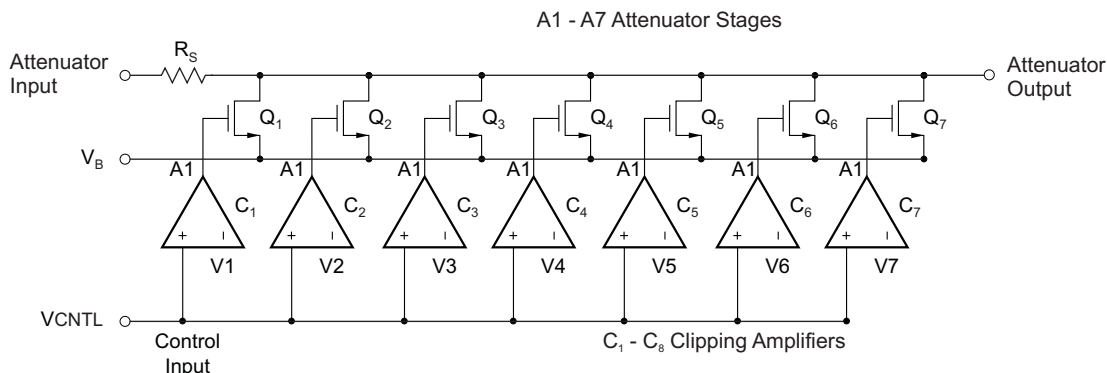 A1 - A7 Attenuator Stages
Attenuator
Input
R_S
Attenuator
Output
Q₁ Q₂ Q₃ Q₄ Q₅ Q₆ Q₇
V_B
A1 A1 A1 A1 A1 A1 A1
C₁ C₂ C₃ C₄ C₅ C₆ C₇
+ − + − + − + − + − + − + −
V1 V2 V3 V4 V5 V6 V7
VCNTL
Control
Input
C₁ - C₈ Clipping Amplifiers